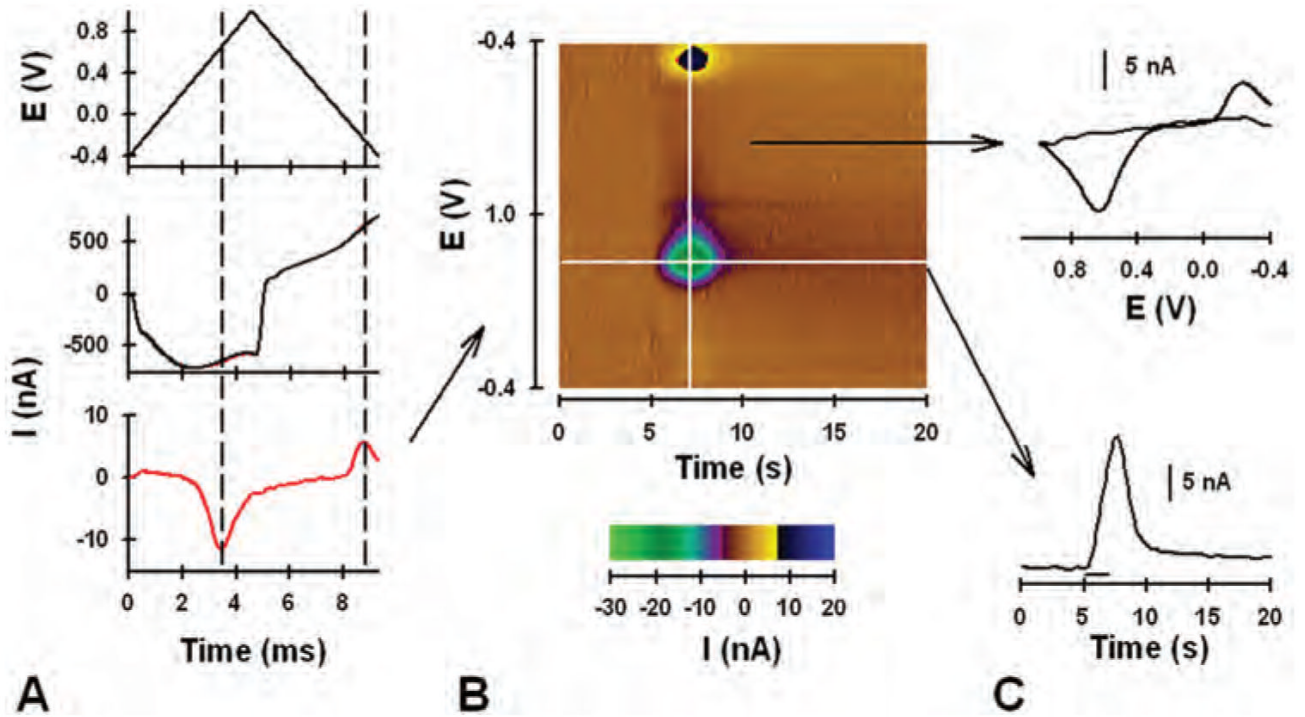 0.8
0.4
0.0
-0.4
E (V)
500
0
-500
I (nA)
10
0
-10
0 2 4 6 8
Time (ms)
A
-0.4
1.0
-0.4
E (V)
0 5 10 15 20
Time (s)
-30 -20 -10 0 10 20
I (nA)
B
5 nA
0.8 0.4 0.0 -0.4
E (V)
5 nA
0 5 10 15 20
Time (s)
C